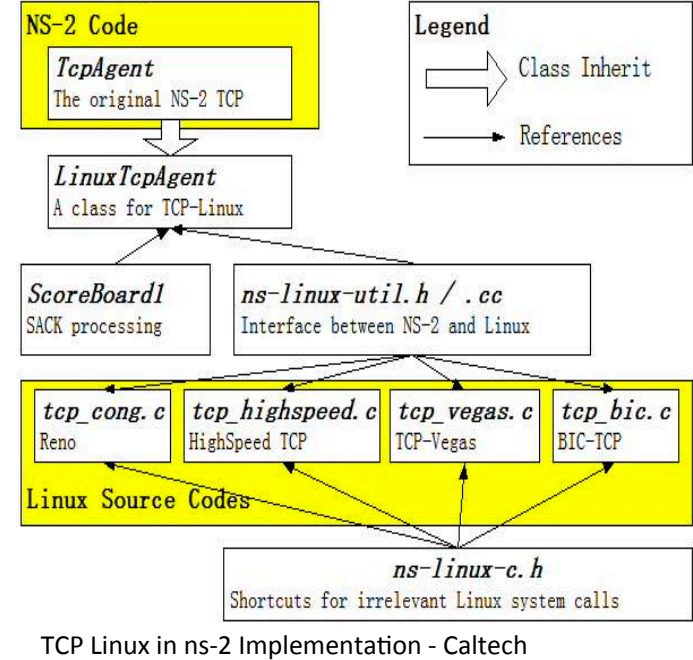 NS-2 Code
TcpAgent
The original NS-2 TCP
Legend
Class Inherit
References
LinuxTcpAgent
A class for TCP-Linux
ScoreBoard1
SACK processing
ns-linux-util.h / .cc
Interface between NS-2 and Linux
tcp_cong.c
Reno
tcp_highspeed.c
HighSpeed TCP
tcp_vegas.c
TCP-Vegas
tcp_bic.c
BIC-TCP
Linux Source Codes
ns-linux-c.h
Shortcuts for irrelevant Linux system calls
TCP Linux in ns-2 Implementation - Caltech